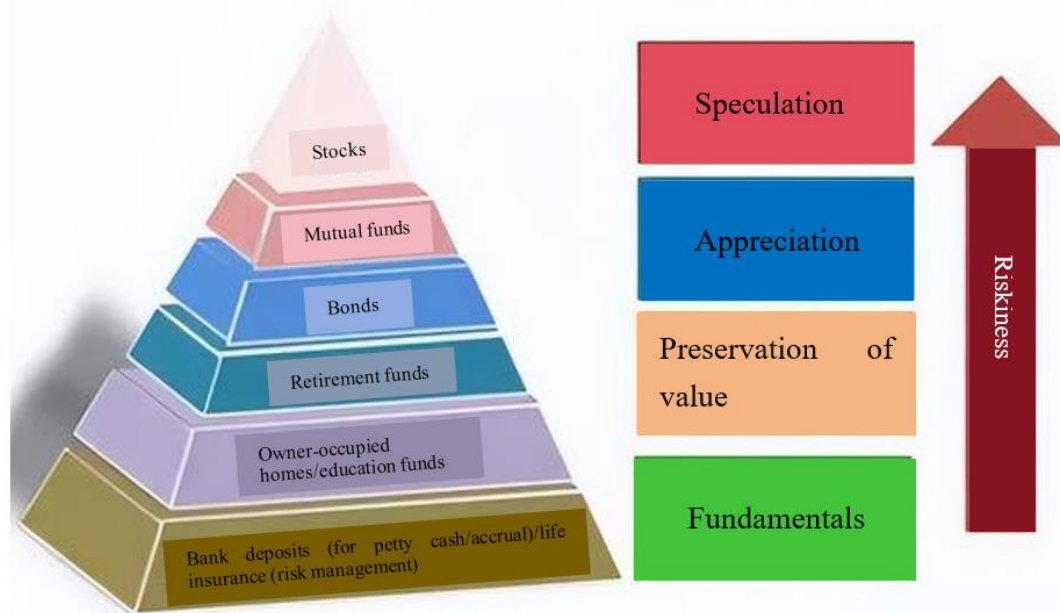 Stocks
Mutual funds
Bonds
Retirement funds
Owner-occupied
homes/education funds
Bank deposits (for petty cash/accrual)/life
insurance (risk management)
Speculation
Appreciation
Preservation of
value
Fundamentals
Riskiness